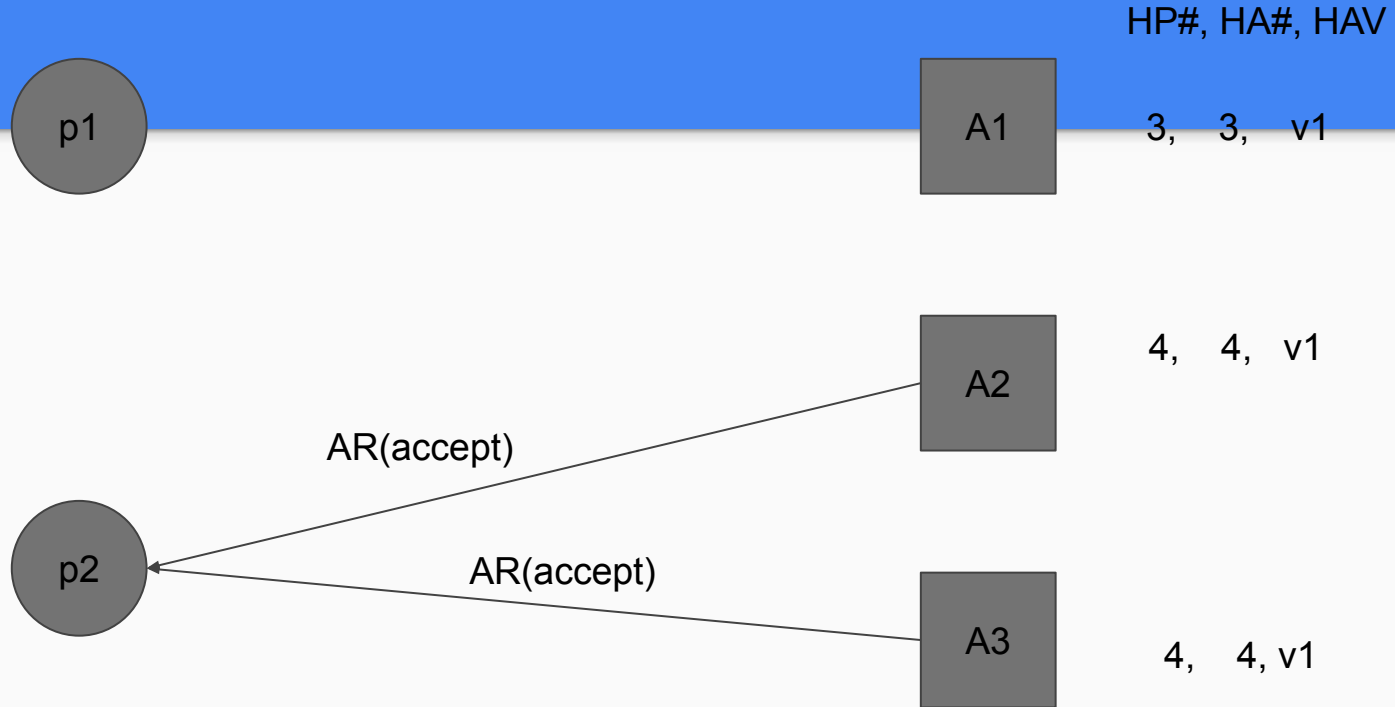 HP#, HA#, HAV
p1
A1
3, 3, v1
4, 4, v1
A2
AR(accept)
p2
AR(accept)
A3
4, 4, v1